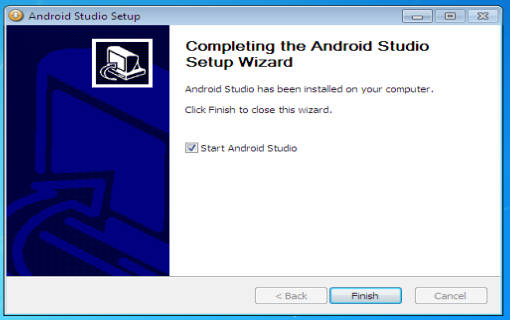 Android Studio Setup
Completing the Android Studio
Setup Wizard
Android Studio has been installed on your computer.
Click Finish to close this wizard.
Start Android Studio
< Back
Finish
Cancel